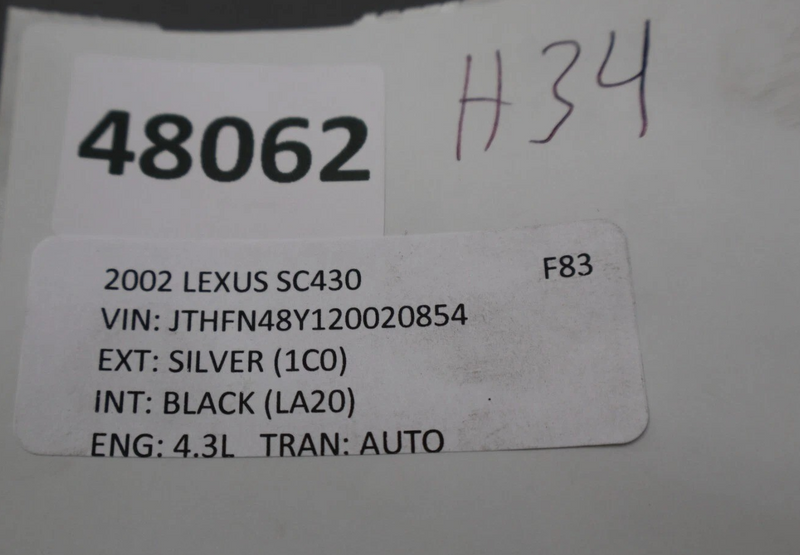 H34
48062
2002 LEXUS SC430 F83
VIN: JTHFN48Y120020854
EXT: SILVER (1C0)
INT: BLACK (LA20)
ENG: 4.3L TRAN: AUTO